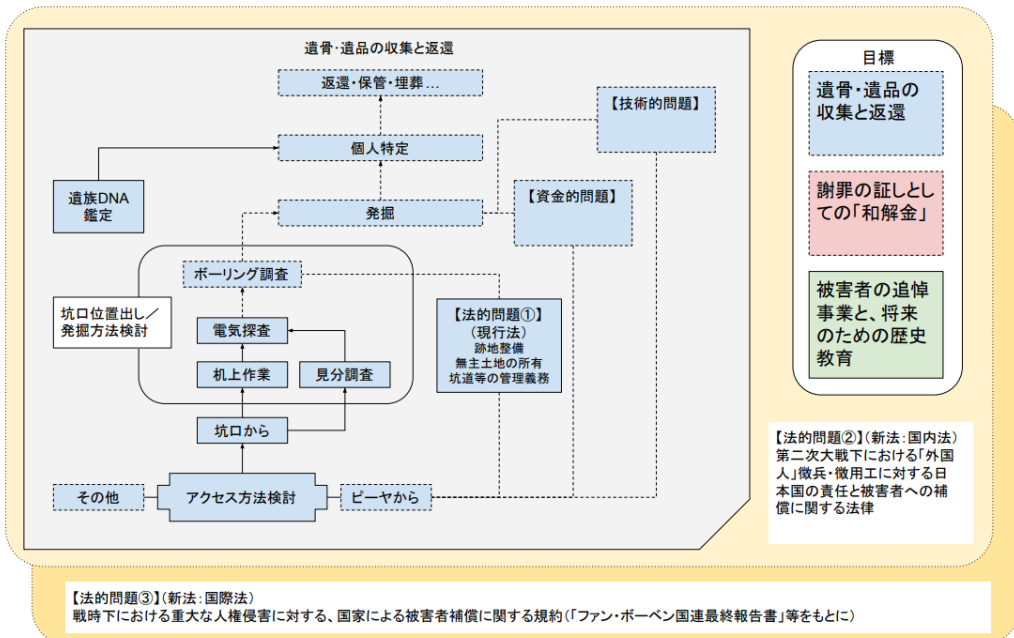 遺骨・遺品の収集と返還
返還・保管・埋葬…
個人特定
遺族DNA
鑑定
発掘
【技術的問題】
【資金的問題】
ボーリング調査
坑口位置出し／
発掘方法検討
電気探査
机上作業
見分調査
【法的問題①】
(現行法)
跡地整備
無主土地の所有
坑道等の管理義務
坑口から
その他
アクセス方法検討
ピーヤから
目標
遺骨・遺品の
収集と返還
謝罪の証しとし
ての「和解金」
被害者の追悼
事業と、将来
のための歴史
教育
【法的問題②】(新法：国内法)
第二次大戦下における「外国
人」徴兵・徴用工に対する日
本国の責任と被害者への補
償に関する法律
【法的問題③】(新法：国際法)
戦時下における重大な人権侵害に対する、国家による被害者補償に関する規約(「ファン・ボーベン国連最終報告書」等をもとに)